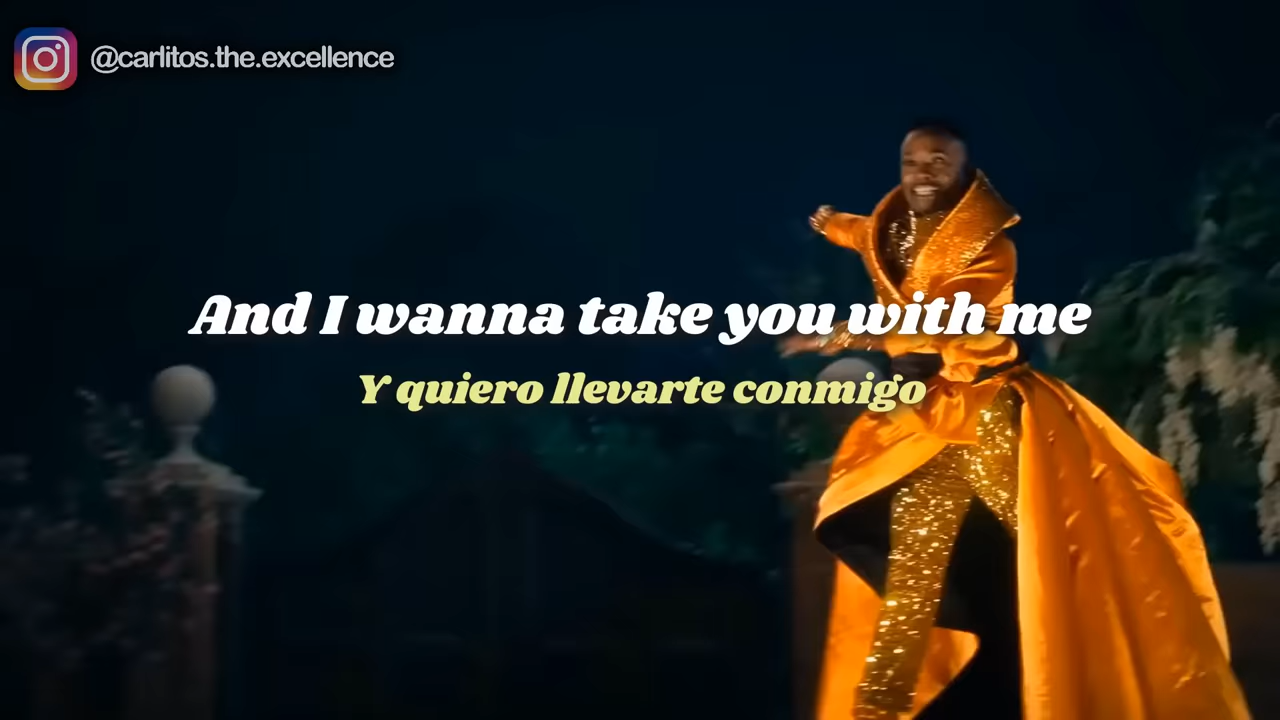 @carlitos.the.excellence
And I wanna take you with me
Y quiero llevarte conmigo